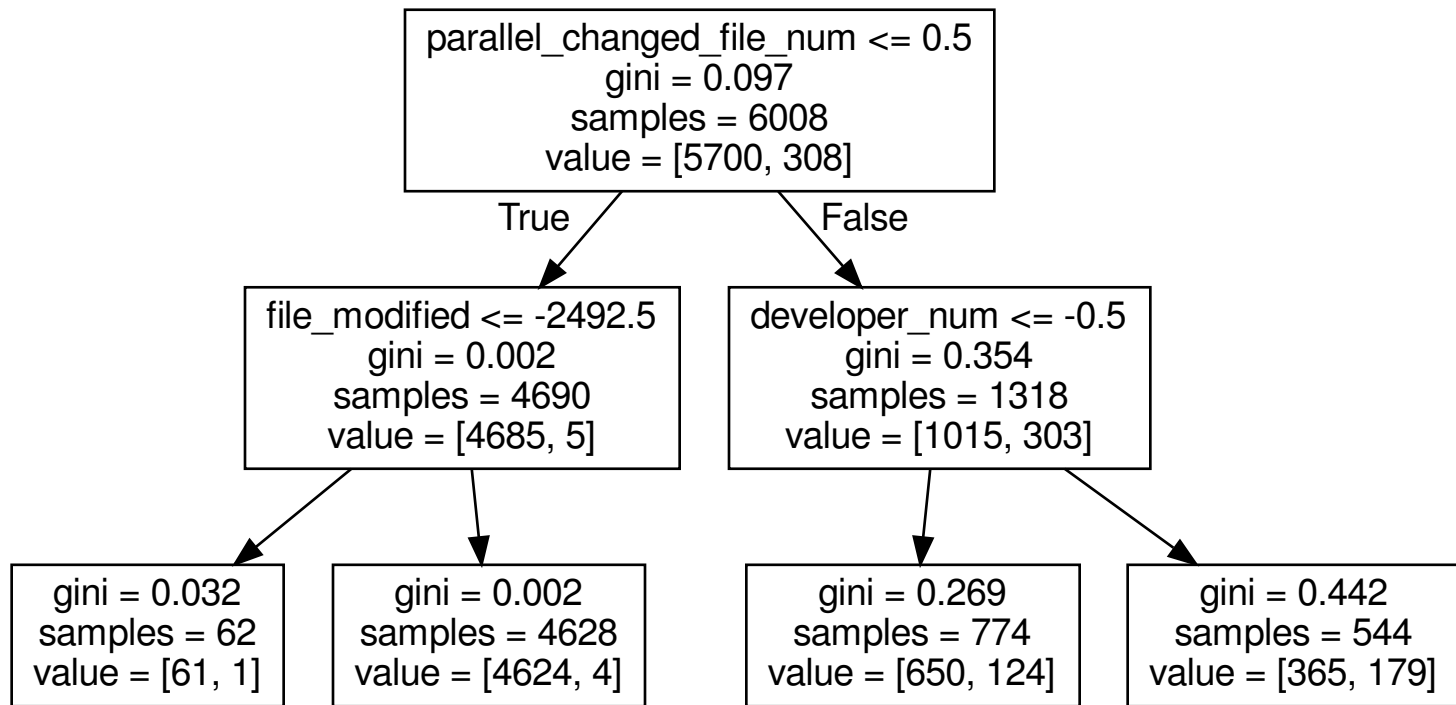 parallel_changed_file_num <= 0.5
gini = 0.097
samples = 6008
value = [5700, 308]
True
False
file_modified <= -2492.5
gini = 0.002
samples = 4690
value = [4685, 5]
developer_num <= -0.5
gini = 0.354
samples = 1318
value = [1015, 303]
gini = 0.032
samples = 62
value = [61, 1]
gini = 0.002
samples = 4628
value = [4624, 4]
gini = 0.269
samples = 774
value = [650, 124]
gini = 0.442
samples = 544
value = [365, 179]